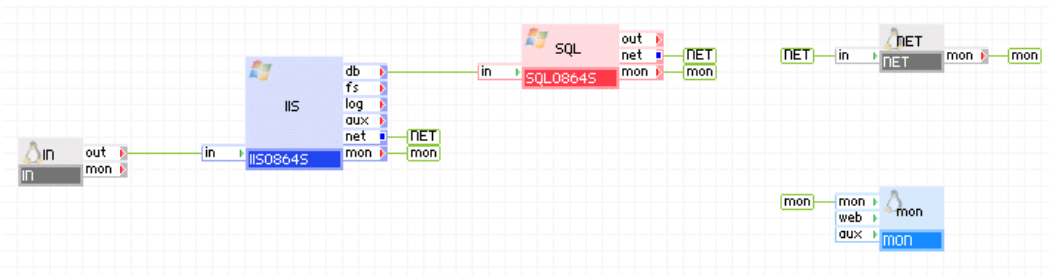 IN
IN
out
mon
in
IIS
IIS0864S
db
fs
log
aux
net
mon
NET
mon
in
SQL
SQL0864S
out
net
mon
NET
mon
NET
in
NET
NET
mon
mon
mon
mon
web
aux
mon
mon